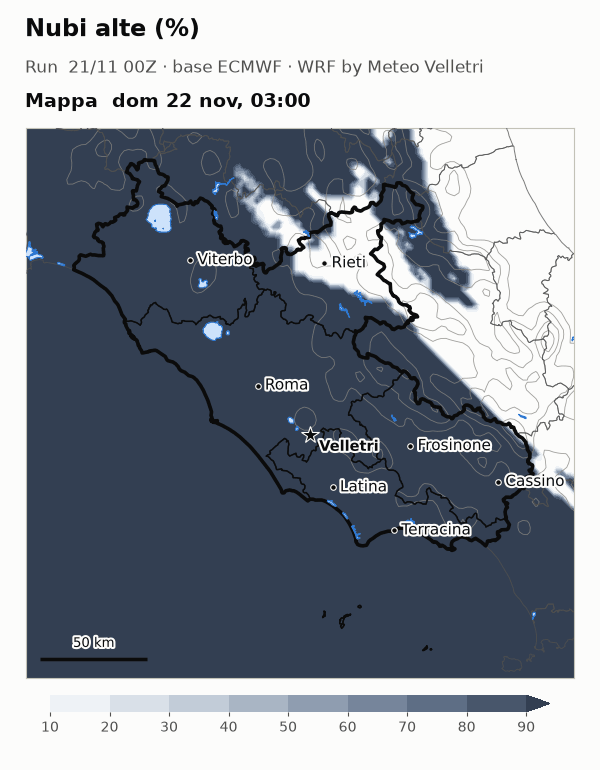 Nubi alte (%)
Run  21/11 00Z · base ECMWF · WRF by Meteo Velletri
Mappa  dom 22 nov, 03:00
Viterbo
Rieti
Roma
Velletri
Frosinone
Latina
Cassino
Terracina
50 km
10 20 30 40 50 60 70 80 90